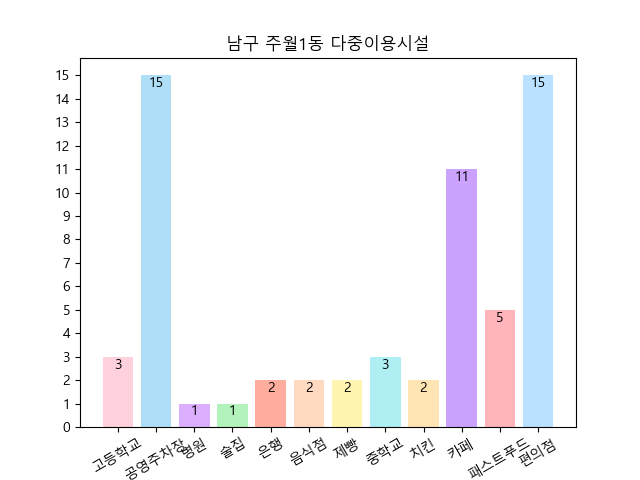 남구 주월1동 다중이용시설
15
14
13
12
11
10
9
8
7
6
5
4
3
2
1
0
3
15
1
1
2
2
2
3
2
11
5
15
고등학교
공영주차장
병원
술집
은행
음식점
제빵
중학교
치킨
카페
패스트푸드
편의점